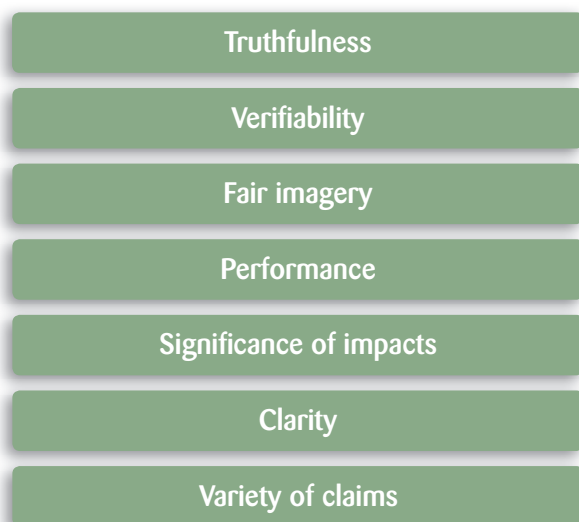 Truthfulness
Verifiability
Fair imagery
Performance
Significance of impacts
Clarity
Variety of claims